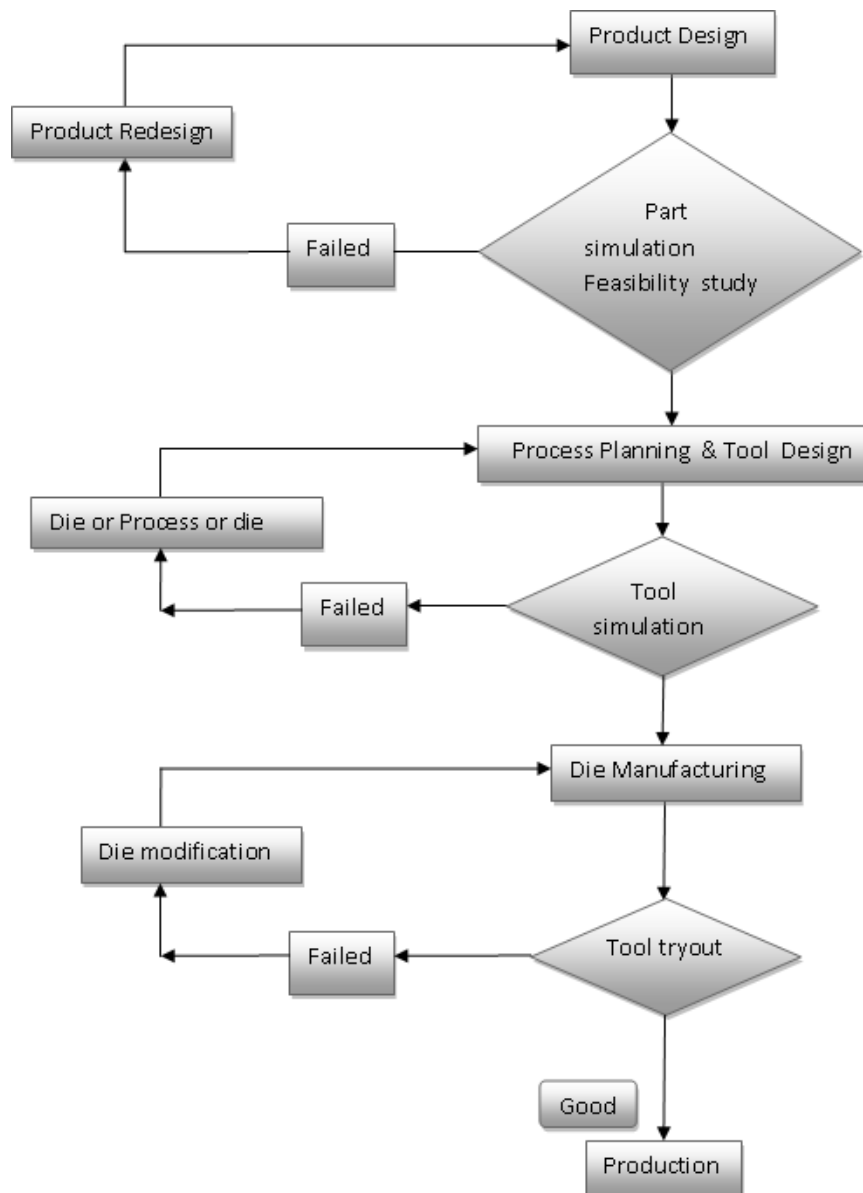 Product Design
Product Redesign
Part
simulation
Feasibility study
Failed
Process Planning & Tool Design
Die or Process or die
Tool
simulation
Failed
Die Manufacturing
Die modification
Tool tryout
Failed
Good
Production